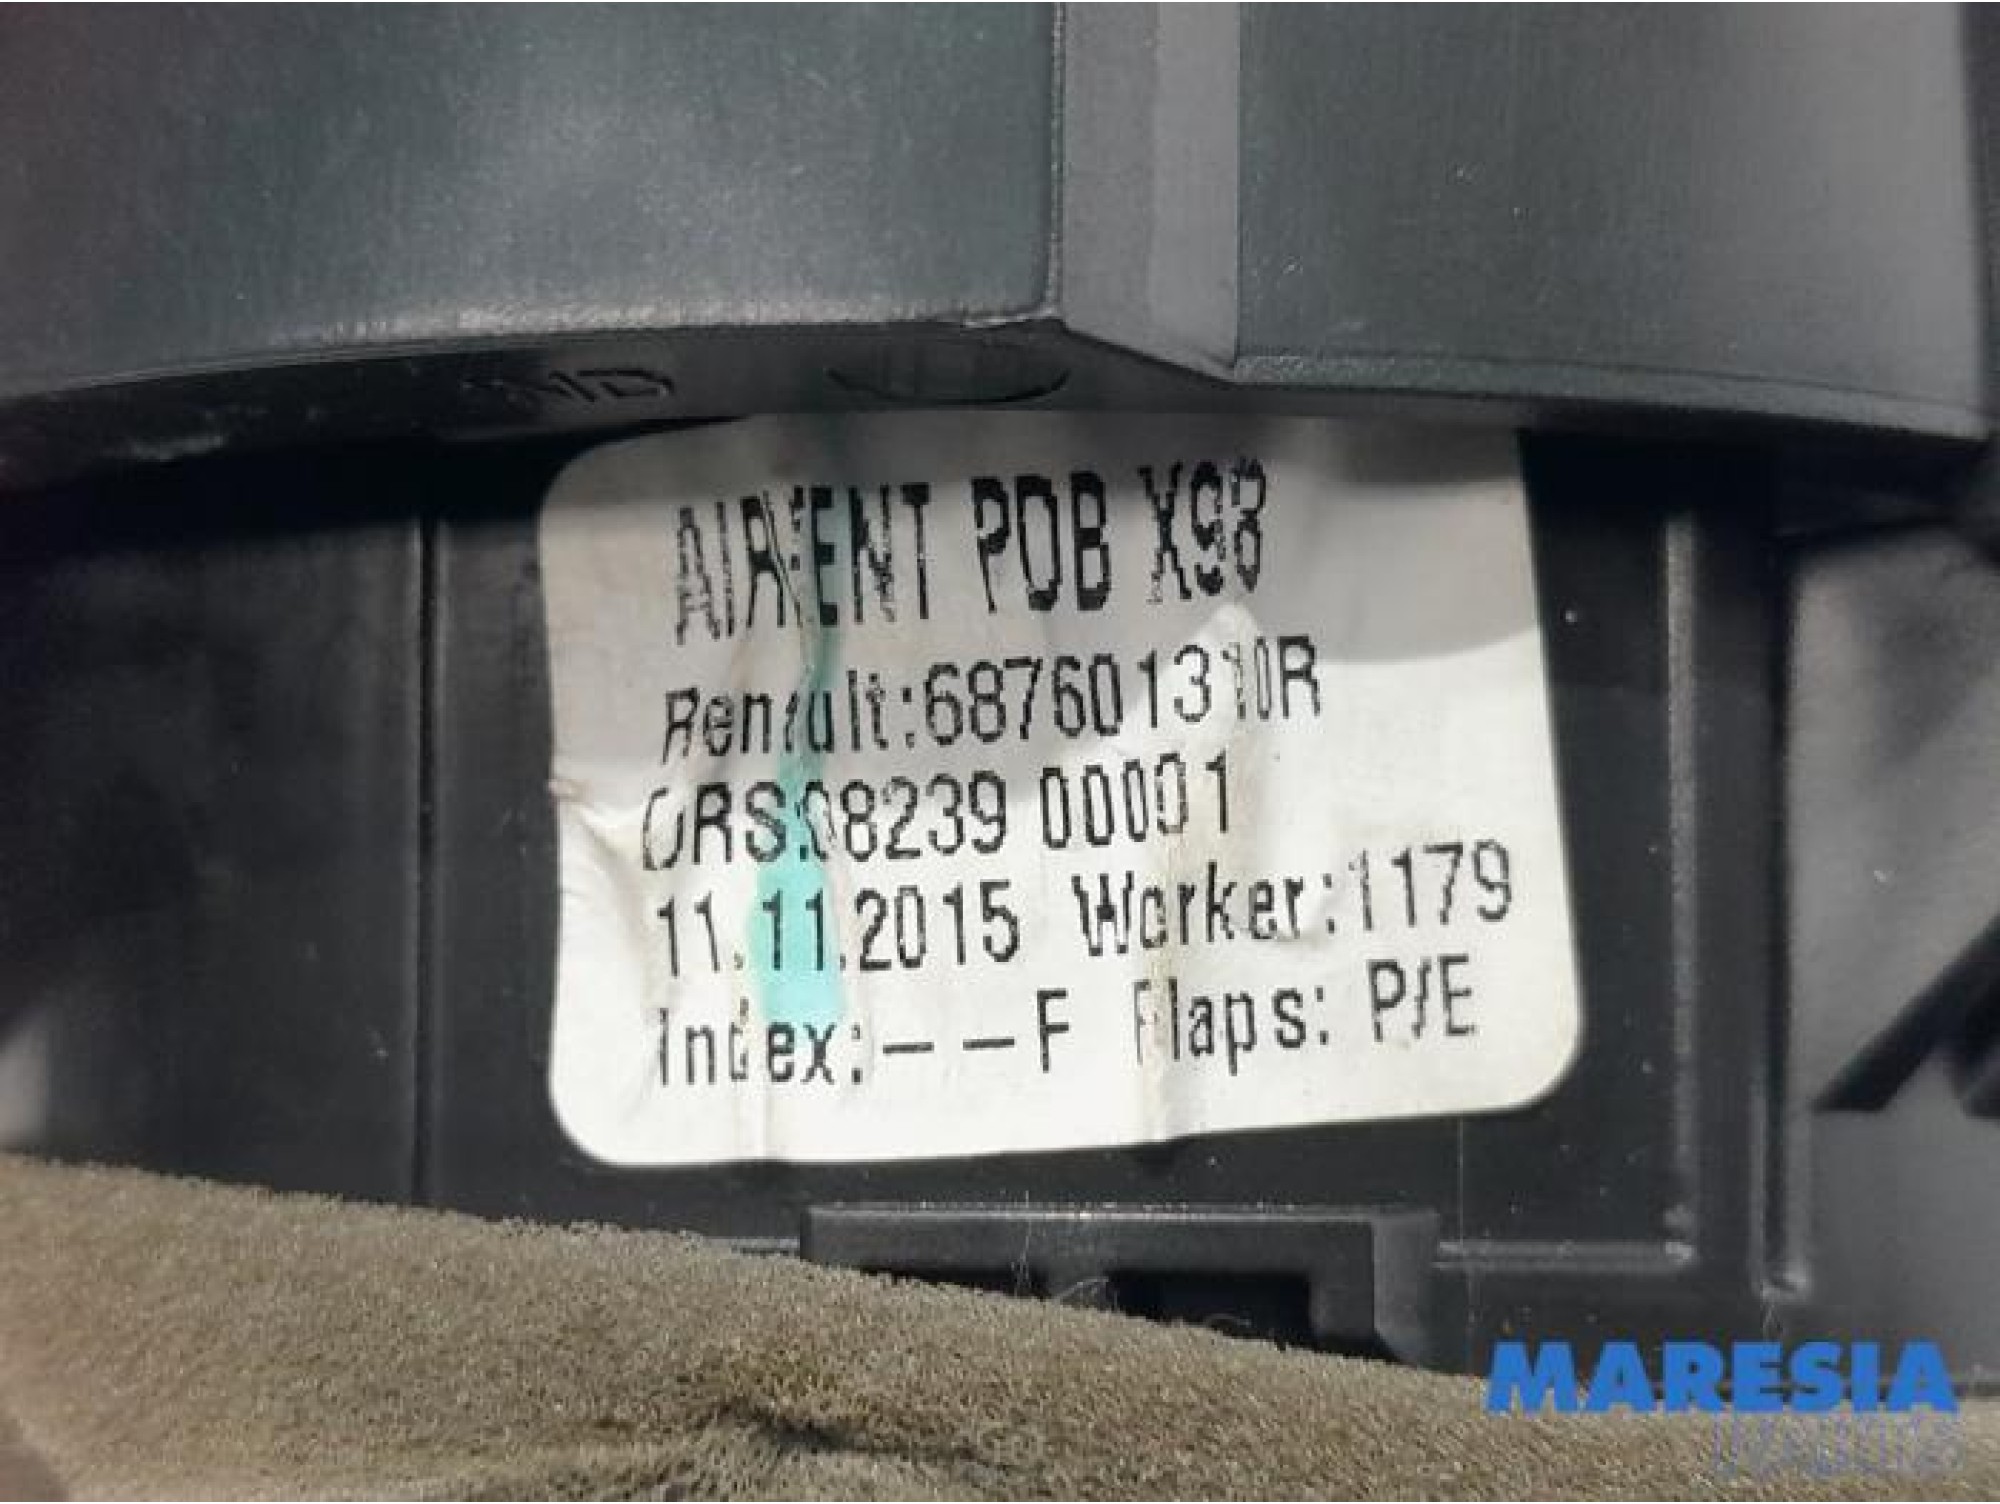 AIRVENT PDB X98
Renault:687601310R
ORS.08239 00001
11.11.2015 Worker:1179
Index:--F Flaps: P/E
MARESIA